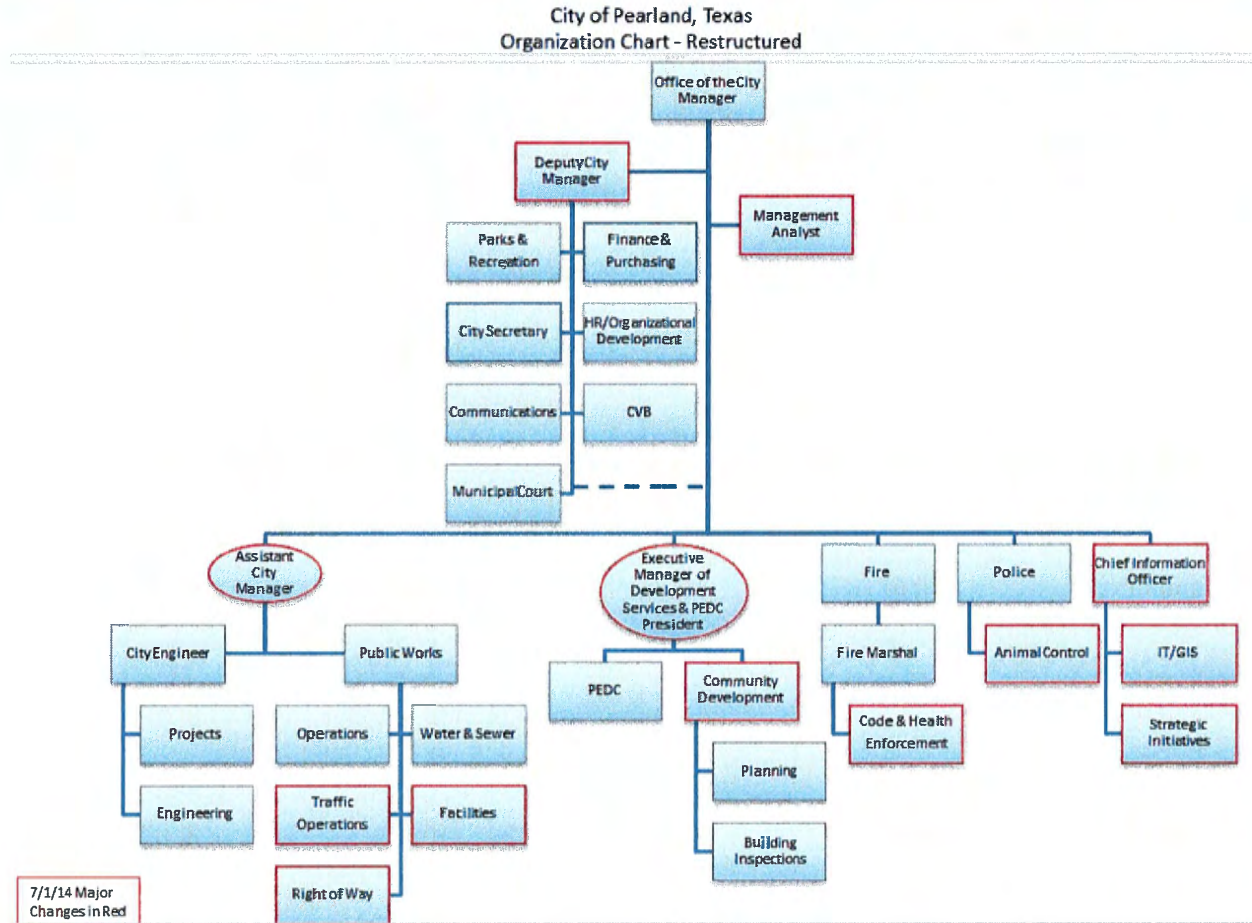 City of Pearland, Texas
Organization Chart - Restructured
Office of the City
Manager
Deputy City
Manager
Management
Analyst
Parks &
Recreation
Finance &
Purchasing
City Secretary
HR/Organizational
Development
Communications
CVB
Municipal Court
Assistant
City
Manager
Executive
Manager of
Development
Services & PEDC
President
Fire
Police
Chief Information
Officer
City Engineer
Public Works
PEDC
Community
Development
Fire Marshal
Animal Control
IT/GIS
Projects
Operations
Water & Sewer
Planning
Code & Health
Enforcement
Strategic
Initiatives
Engineering
Traffic
Operations
Facilities
Building
Inspections
Right of Way
7/1/14 Major
Changes in Red